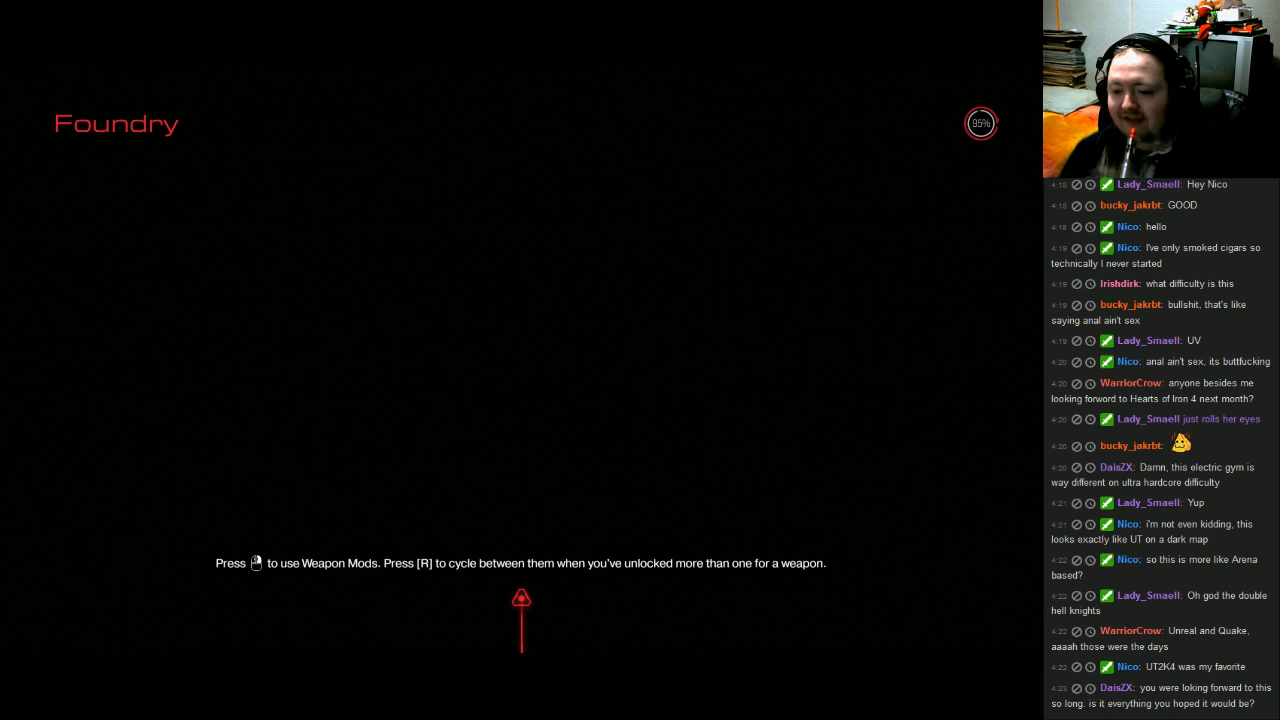 Foundry
95%
Press to use Weapon Mods. Press [R] to cycle between them when you've unlocked more than one for a weapon.
4:18 Lady_Smaell: Hey Nico
4:18 bucky_jakrbt: GOOD
4:18 Nico: hello
4:19 Nico: I've only smoked cigars so
technically I never started
4:19 Irishdirk: what difficulty is this
4:19 bucky_jakrbt: bullshit, that's like
saying anal ain't sex
4:19 Lady_Smaell: UV
4:20 Nico: anal ain't sex, its buttfucking
4:20 WarriorCrow: anyone besides me
looking forword to Hearts of Iron 4 next month?
4:20 Lady_Smaell just rolls her eyes
4:20 bucky_jakrbt:
4:20 DaisZX: Damn, this electric gym is
way different on ultra hardcore difficulty
4:21 Lady_Smaell: Yup
4:21 Nico: i'm not even kidding, this
looks exactly like UT on a dark map
4:22 Nico: so this is more like Arena
based?
4:22 Lady_Smaell: Oh god the double
hell knights
4:22 WarriorCrow: Unreal and Quake,
aaaah those were the days
4:22 Nico: UT2K4 was my favorite
4:23 DaisZX: you were loking forward to this
so long. is it everything you hoped it would be?